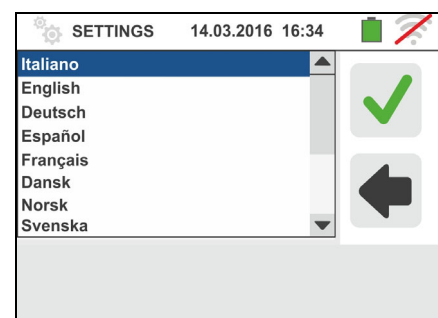 SETTINGS 14.03.2016 16:34
Italiano
English
Deutsch
Español
Français
Dansk
Norsk
Svenska